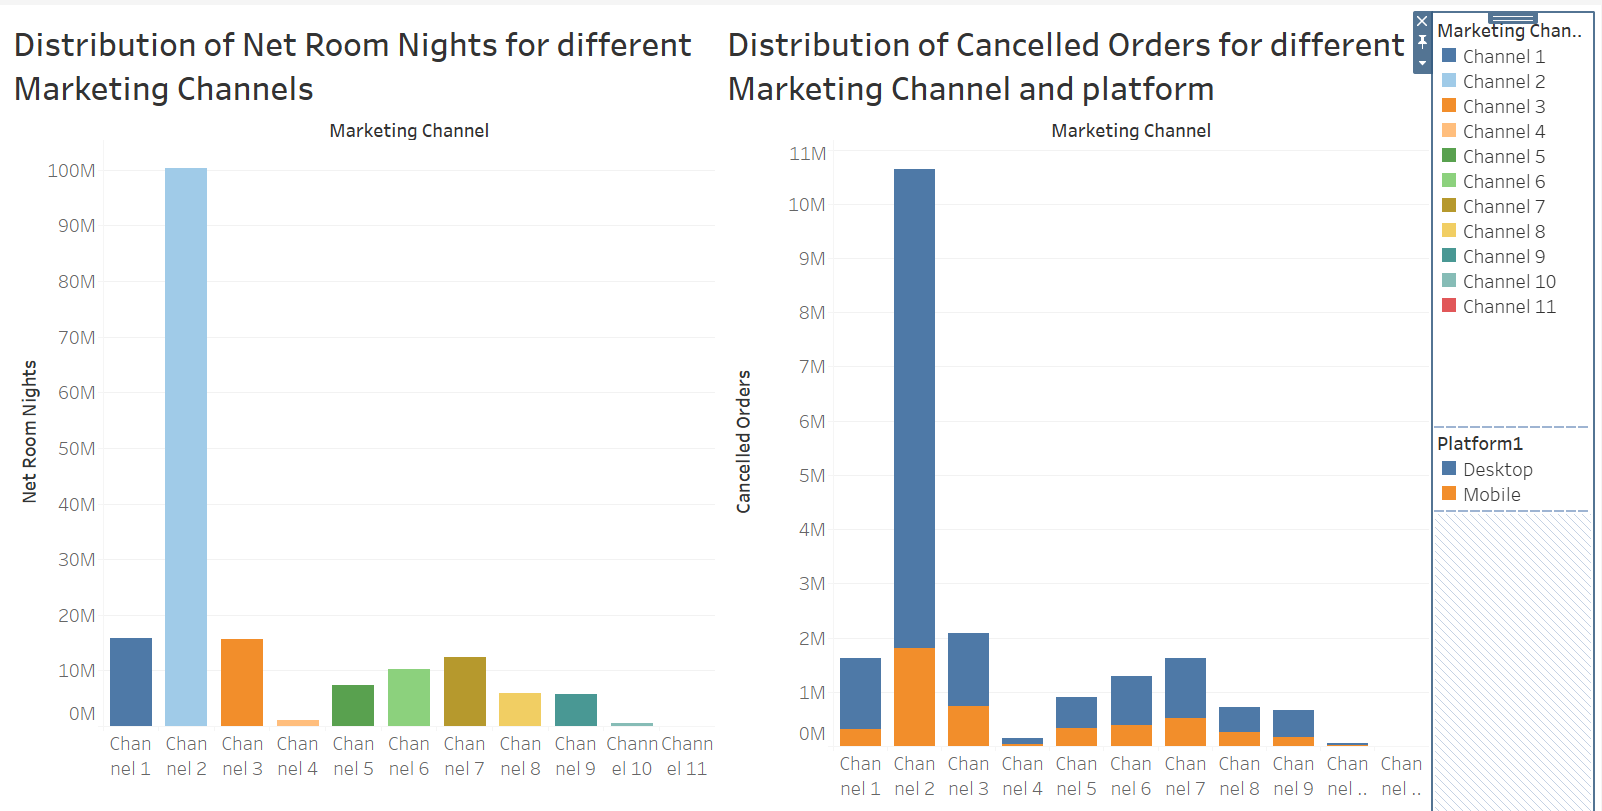 Distribution of Net Room Nights for different
Marketing Channels
Marketing Channel
Net Room Nights
100M
90M
80M
70M
60M
50M
40M
30M
20M
10M
0M
Chan
nel 1
Chan
nel 2
Chan
nel 3
Chan
nel 4
Chan
nel 5
Chan
nel 6
Chan
nel 7
Chan
nel 8
Chan
nel 9
Chann
el 10
Chann
el 11
Distribution of Cancelled Orders for different
Marketing Channel and platform
Marketing Channel
Cancelled Orders
11M
10M
9M
8M
7M
6M
5M
4M
3M
2M
1M
0M
Chan
nel 1
Chan
nel 2
Chan
nel 3
Chan
nel 4
Chan
nel 5
Chan
nel 6
Chan
nel 7
Chan
nel 8
Chan
nel 9
Chan
nel ..
Chan
nel ..
Marketing Chan..
Channel 1
Channel 2
Channel 3
Channel 4
Channel 5
Channel 6
Channel 7
Channel 8
Channel 9
Channel 10
Channel 11
Platform1
Desktop
Mobile